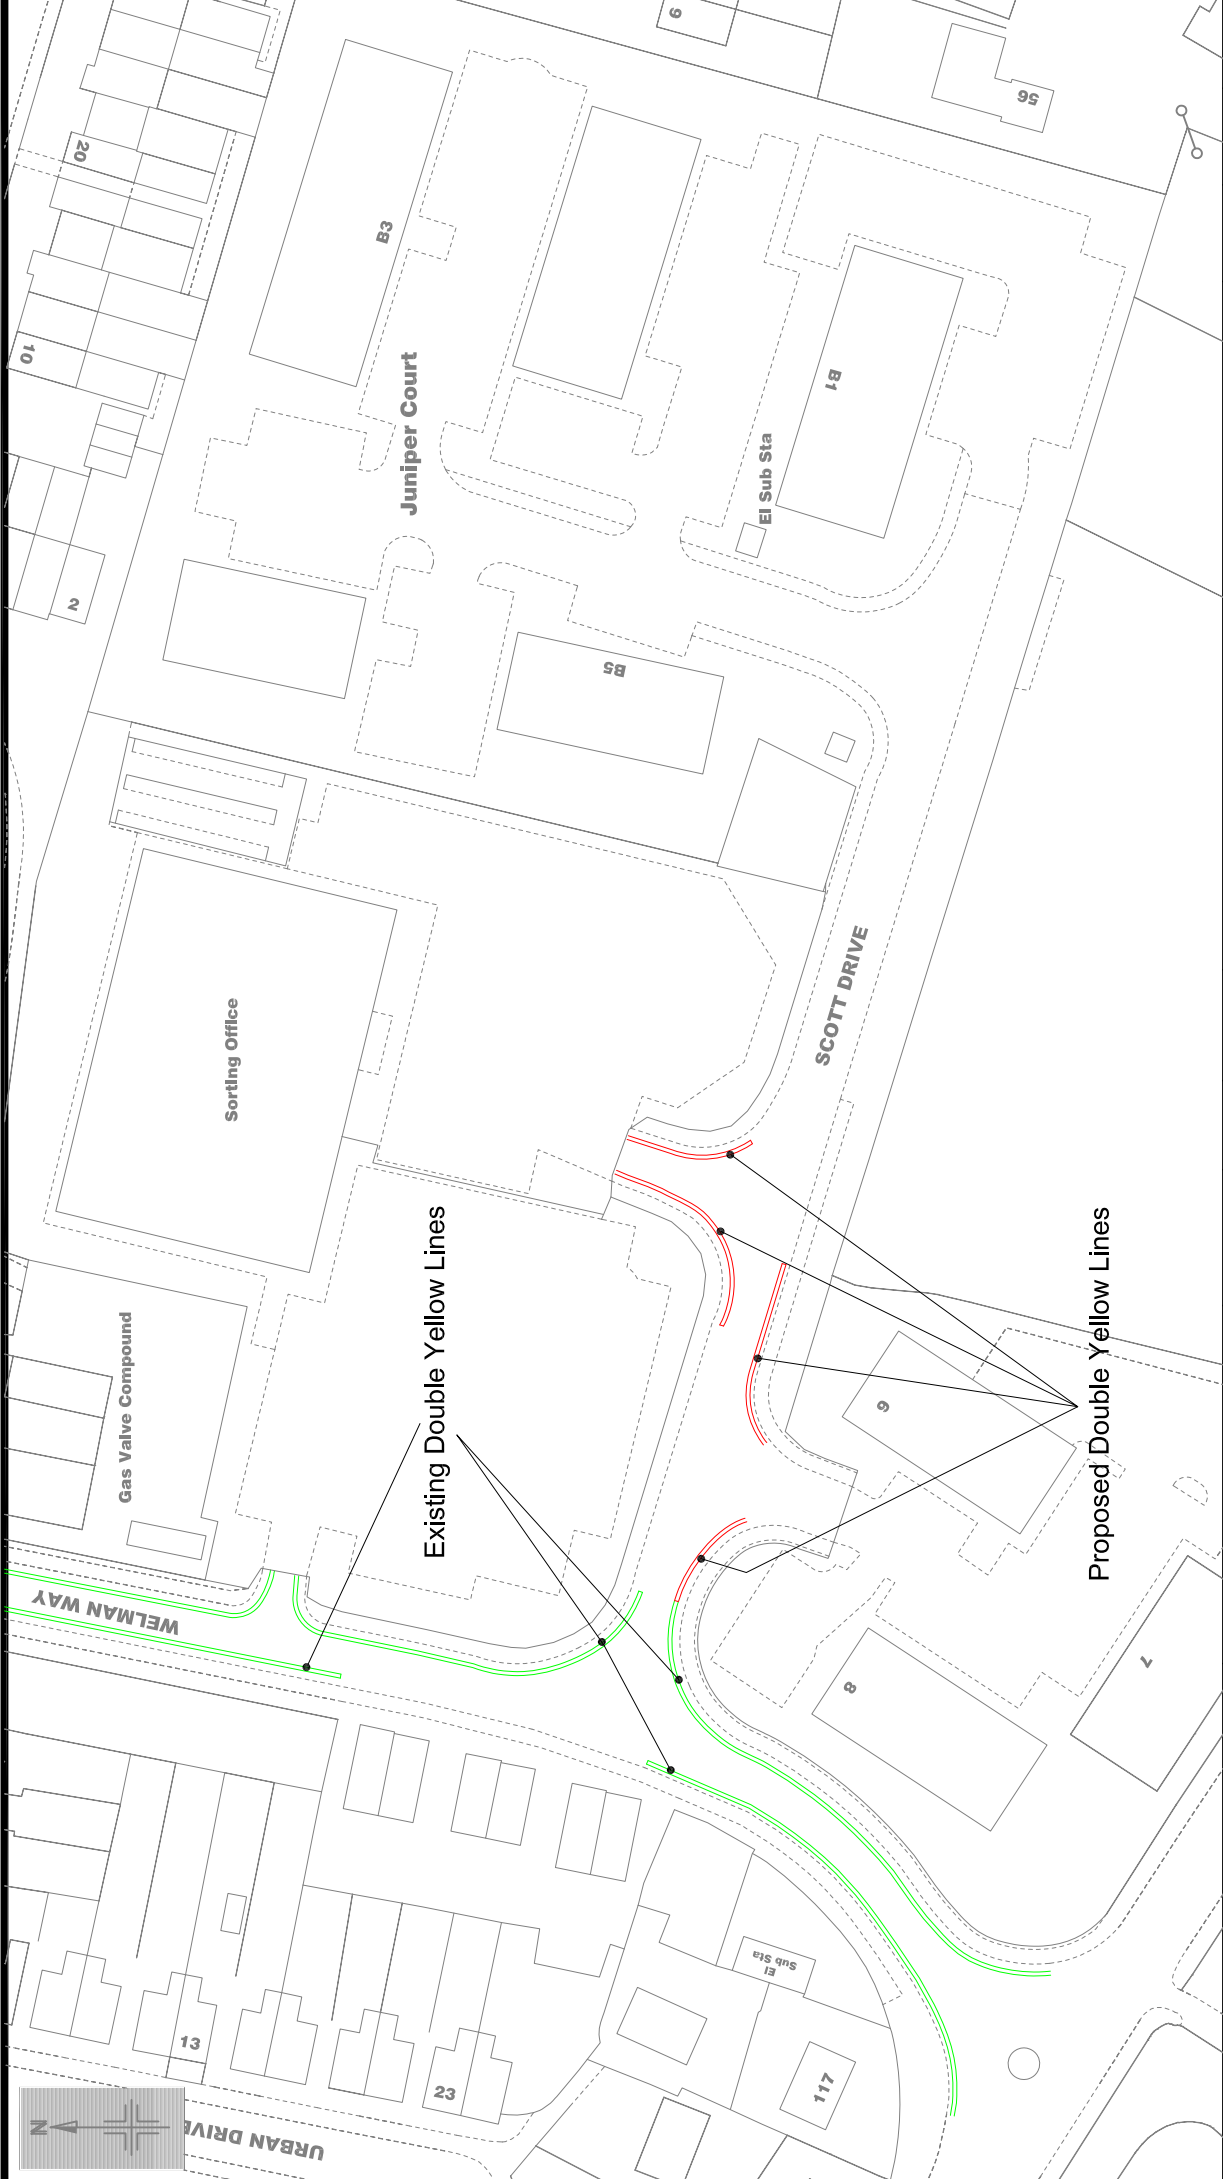 9
56
20
B3
10
Juniper Court
B1
El Sub Sta
2
B5
SCOTT DRIVE
Sorting Office
Existing Double Yellow Lines
Proposed Double Yellow Lines
Gas Valve Compound
9
WELMAN WAY
8
7
El
Sub Sta
13
23
117
URBAN DRIVE
N